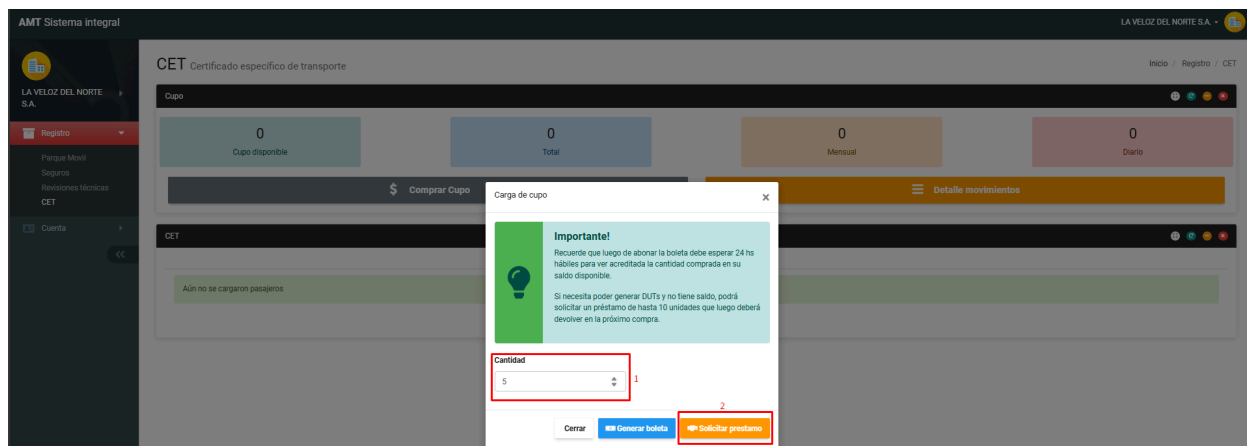 AMT Sistema integral
LA VELOZ DEL NORTE S.A.
LA VELOZ DEL NORTE
S.A.
Registro
Parque Movil
Seguros
Revisiones técnicas
CET
Cuenta
CET Certificado específico de transporte
Inicio / Registro / CET
Cupo
0
Cupo disponible
0
Total
0
Mensual
0
Diario
$ Comprar Cupo
Detalle movimientos
CET
Aún no se cargaron pasajeros
Carga de cupo
×
Importante!
Recuerde que luego de abonar la boleta debe esperar 24 hs
hábiles para ver acreditada la cantidad comprada en su
saldo disponible.
Si necesita poder generar DUTs y no tiene saldo, podrá
solicitar un préstamo de hasta 10 unidades que luego deberá
devolver en la próximo compra.
Cantidad
5
1
2
Cerrar
Generar boleta
Solicitar prestamo